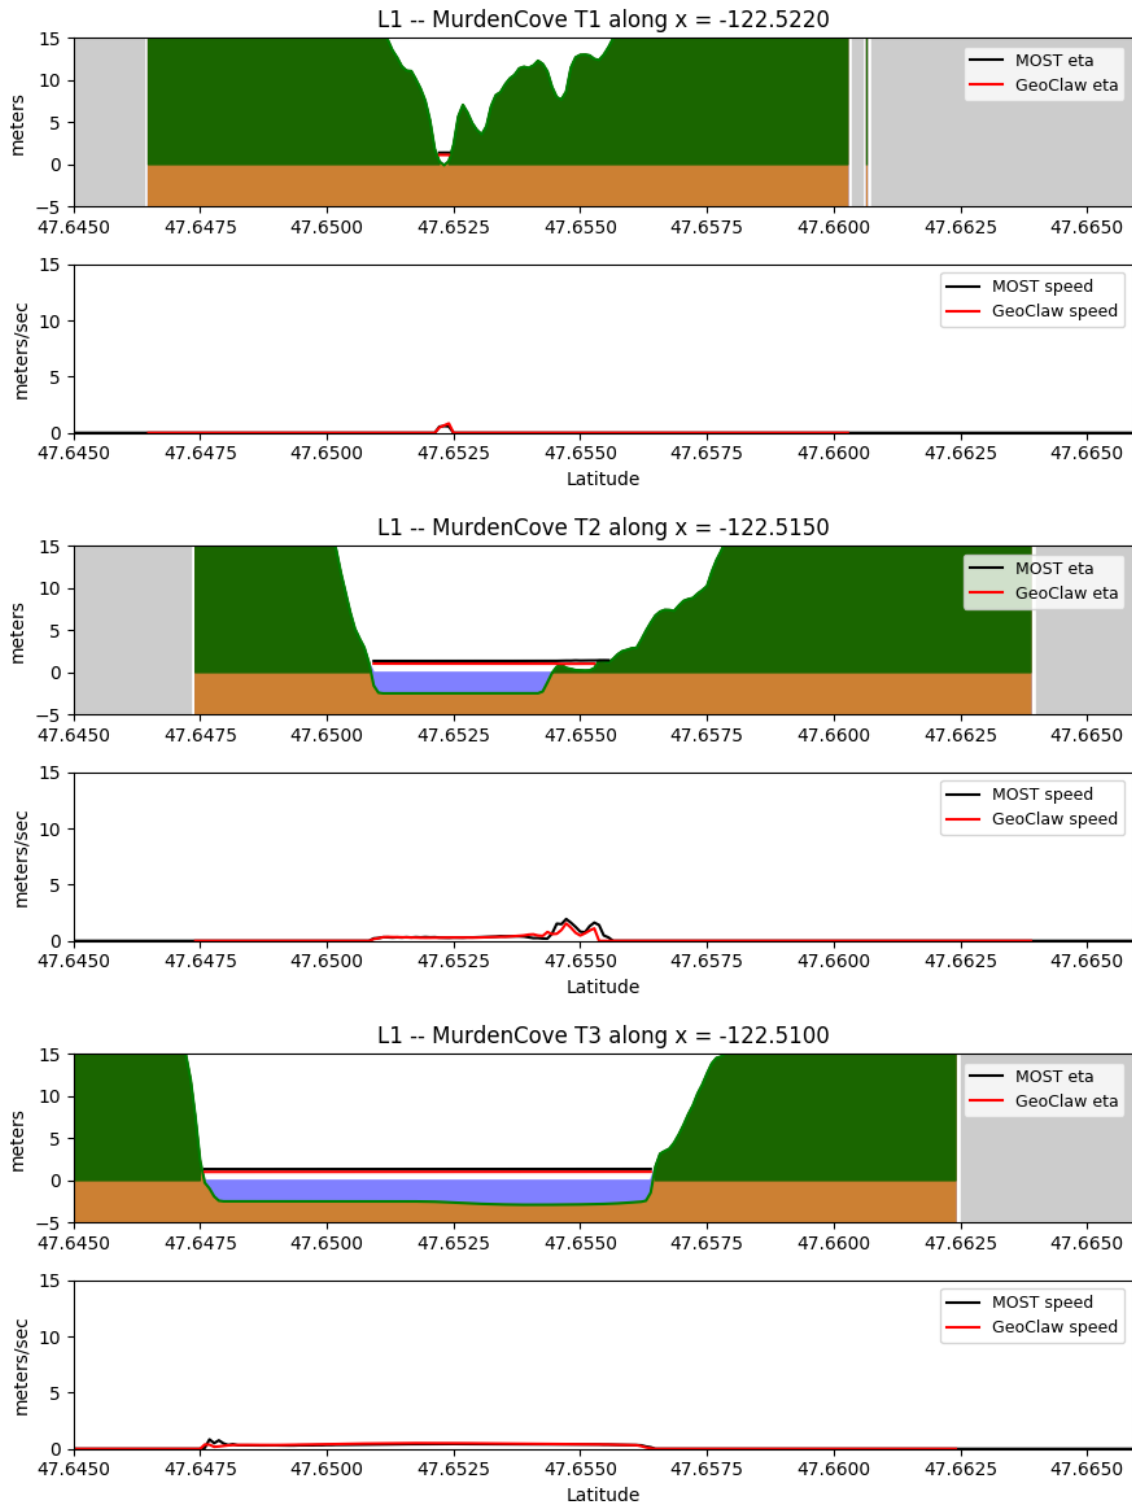 L1 -- MurdenCove T1 along x = -122.5220
15
10
5
0
−5
meters
MOST eta
GeoClaw eta
47.6450 47.6475 47.6500 47.6525 47.6550 47.6575 47.6600 47.6625 47.6650
15
10
5
0
meters/sec
MOST speed
GeoClaw speed
47.6450 47.6475 47.6500 47.6525 47.6550 47.6575 47.6600 47.6625 47.6650
Latitude
L1 -- MurdenCove T2 along x = -122.5150
15
10
5
0
−5
meters
MOST eta
GeoClaw eta
47.6450 47.6475 47.6500 47.6525 47.6550 47.6575 47.6600 47.6625 47.6650
15
10
5
0
meters/sec
MOST speed
GeoClaw speed
47.6450 47.6475 47.6500 47.6525 47.6550 47.6575 47.6600 47.6625 47.6650
Latitude
L1 -- MurdenCove T3 along x = -122.5100
15
10
5
0
−5
meters
MOST eta
GeoClaw eta
47.6450 47.6475 47.6500 47.6525 47.6550 47.6575 47.6600 47.6625 47.6650
15
10
5
0
meters/sec
MOST speed
GeoClaw speed
47.6450 47.6475 47.6500 47.6525 47.6550 47.6575 47.6600 47.6625 47.6650
Latitude